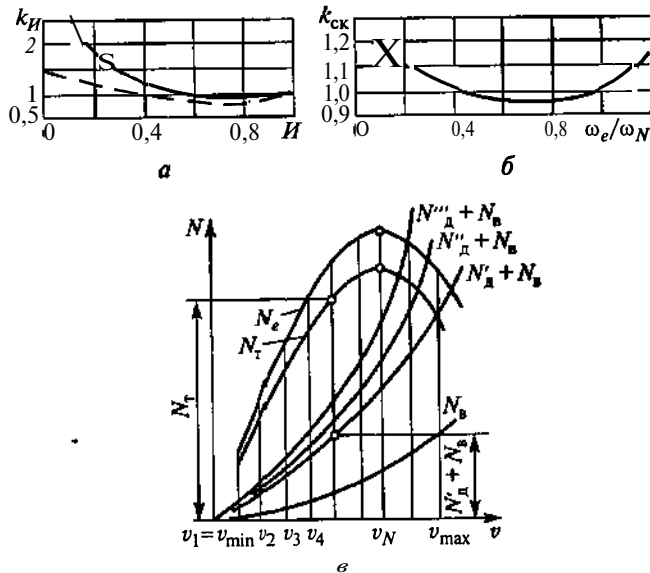 k_И
2
S
1
0,5
0 0,4 0,8 И
а
k_ск
1,2
X
1,1
1,0
0,9
0 0,4 0,8 ω_e/ω_N
б
N
N'''_д + N_в
N''_д + N_в
N'_д + N_в
N_e
N_т
N_т
N_в
N'_д + N_в
v_1= v_min v_2 v_3 v_4 v_N v_max v
в